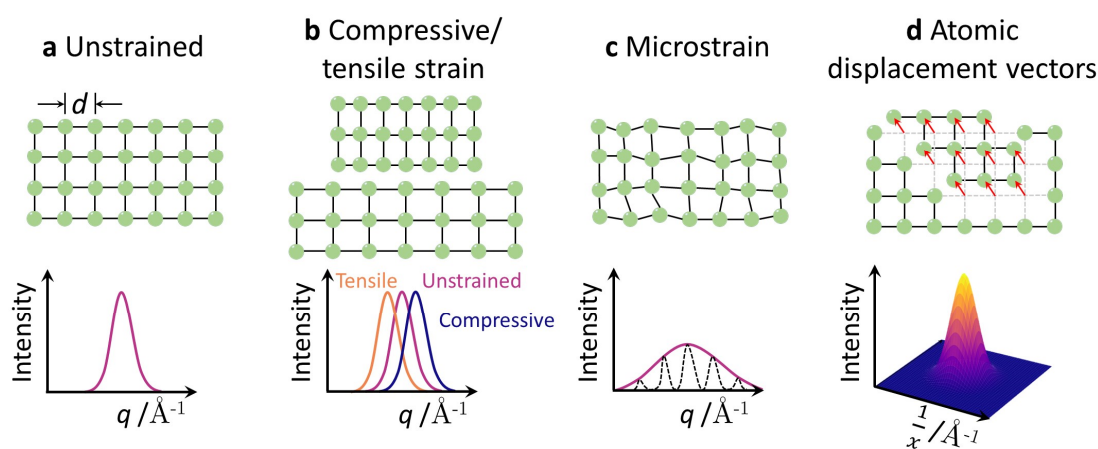 a Unstrained
d
Intensity
q /Å-1
b Compressive/
tensile strain
Tensile
Unstrained
Compressive
Intensity
q /Å-1
c Microstrain
Intensity
q /Å-1
d Atomic
displacement vectors
Intensity
1/x /Å-1